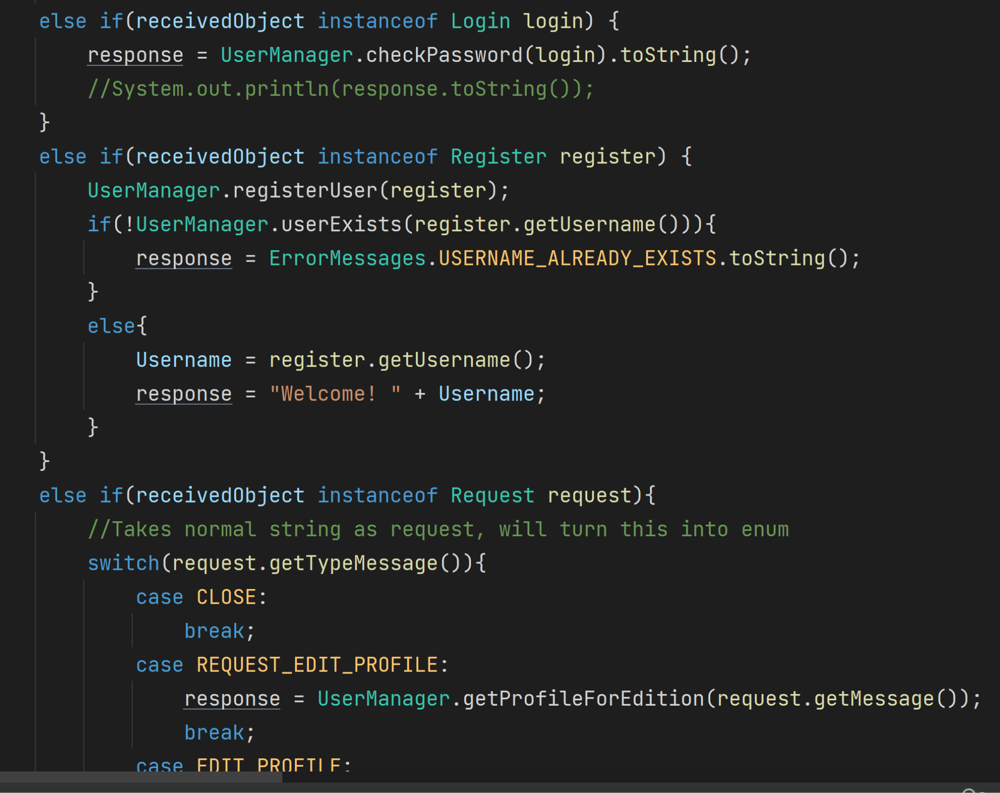 else if(receivedObject instanceof Login login) {
    response = UserManager.checkPassword(login).toString();
    //System.out.println(response.toString());
}
else if(receivedObject instanceof Register register) {
    UserManager.registerUser(register);
    if(!UserManager.userExists(register.getUsername())){
        response = ErrorMessages.USERNAME_ALREADY_EXISTS.toString();
    }
    else{
        Username = register.getUsername();
        response = "Welcome! " + Username;
    }
}
else if(receivedObject instanceof Request request){
    //Takes normal string as request, will turn this into enum
    switch(request.getTypeMessage()){
        case CLOSE:
            break;
        case REQUEST_EDIT_PROFILE:
            response = UserManager.getProfileForEdition(request.getMessage());
            break;
        case EDIT_PROFILE: